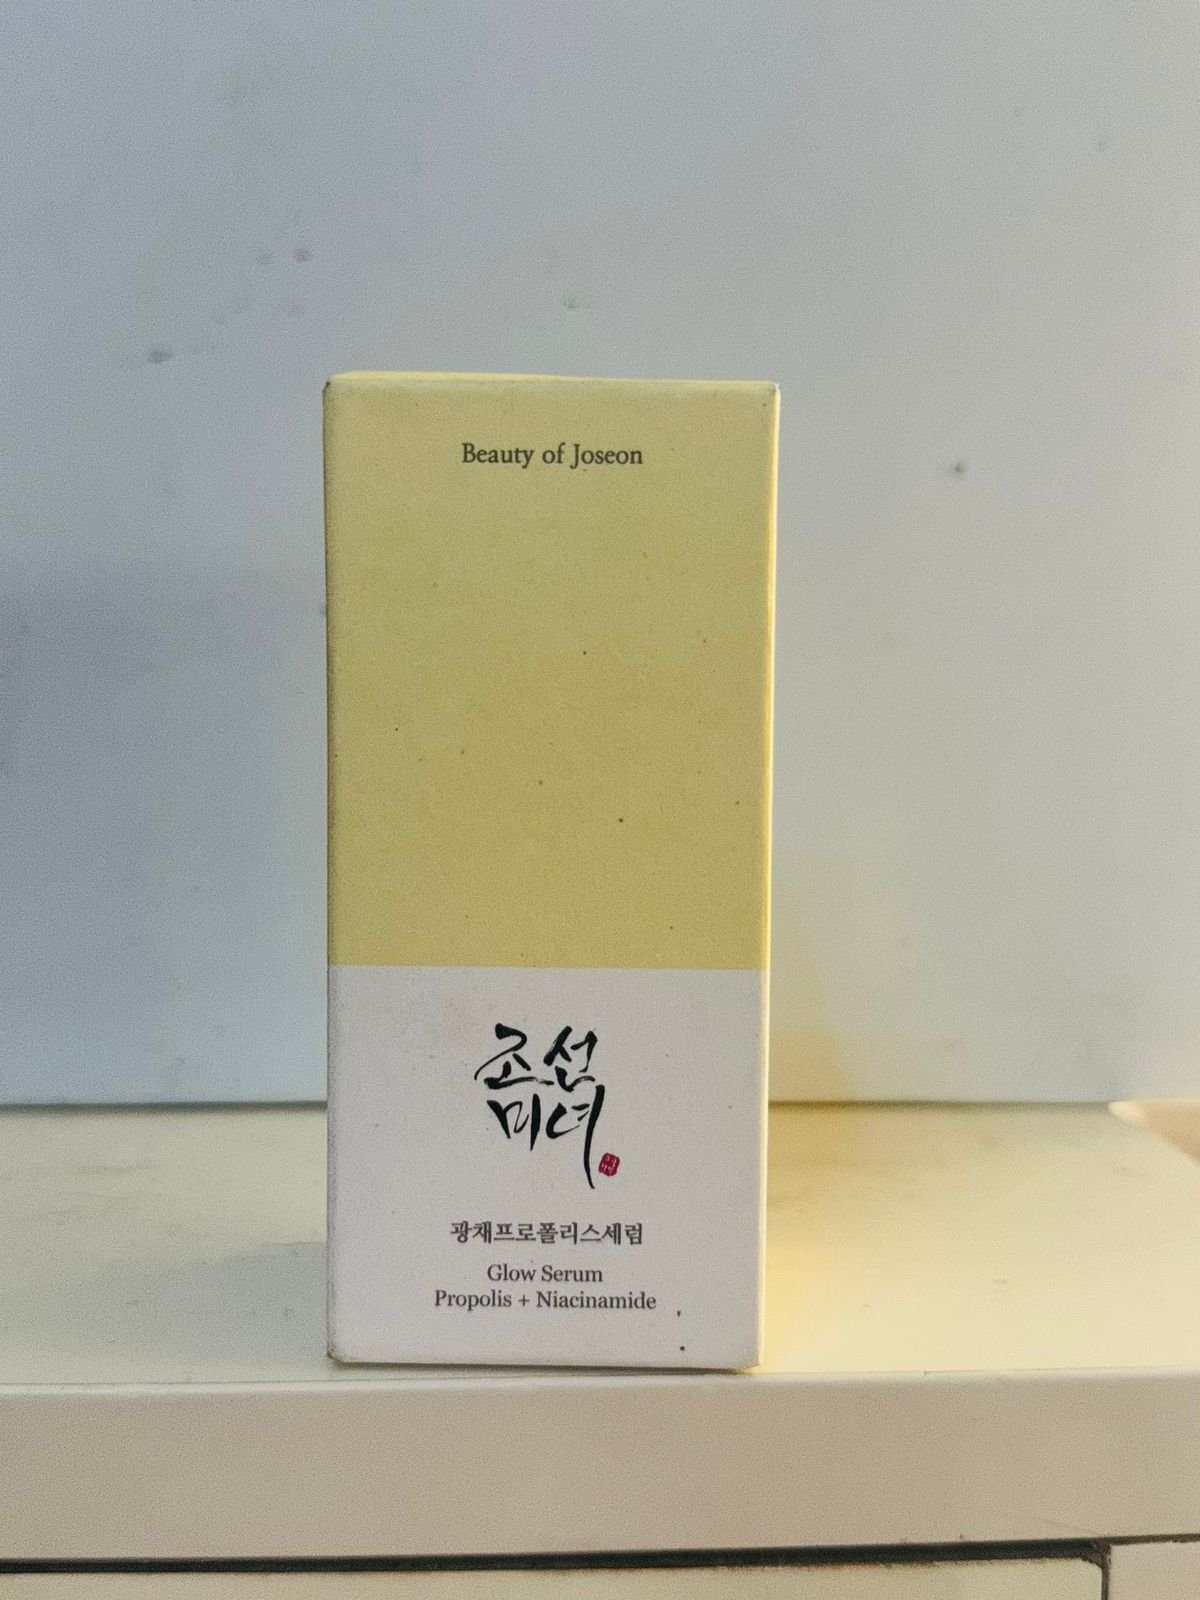 Beauty of Joseon
조선
미녀
광채프로폴리스세럼
Glow Serum
Propolis + Niacinamide